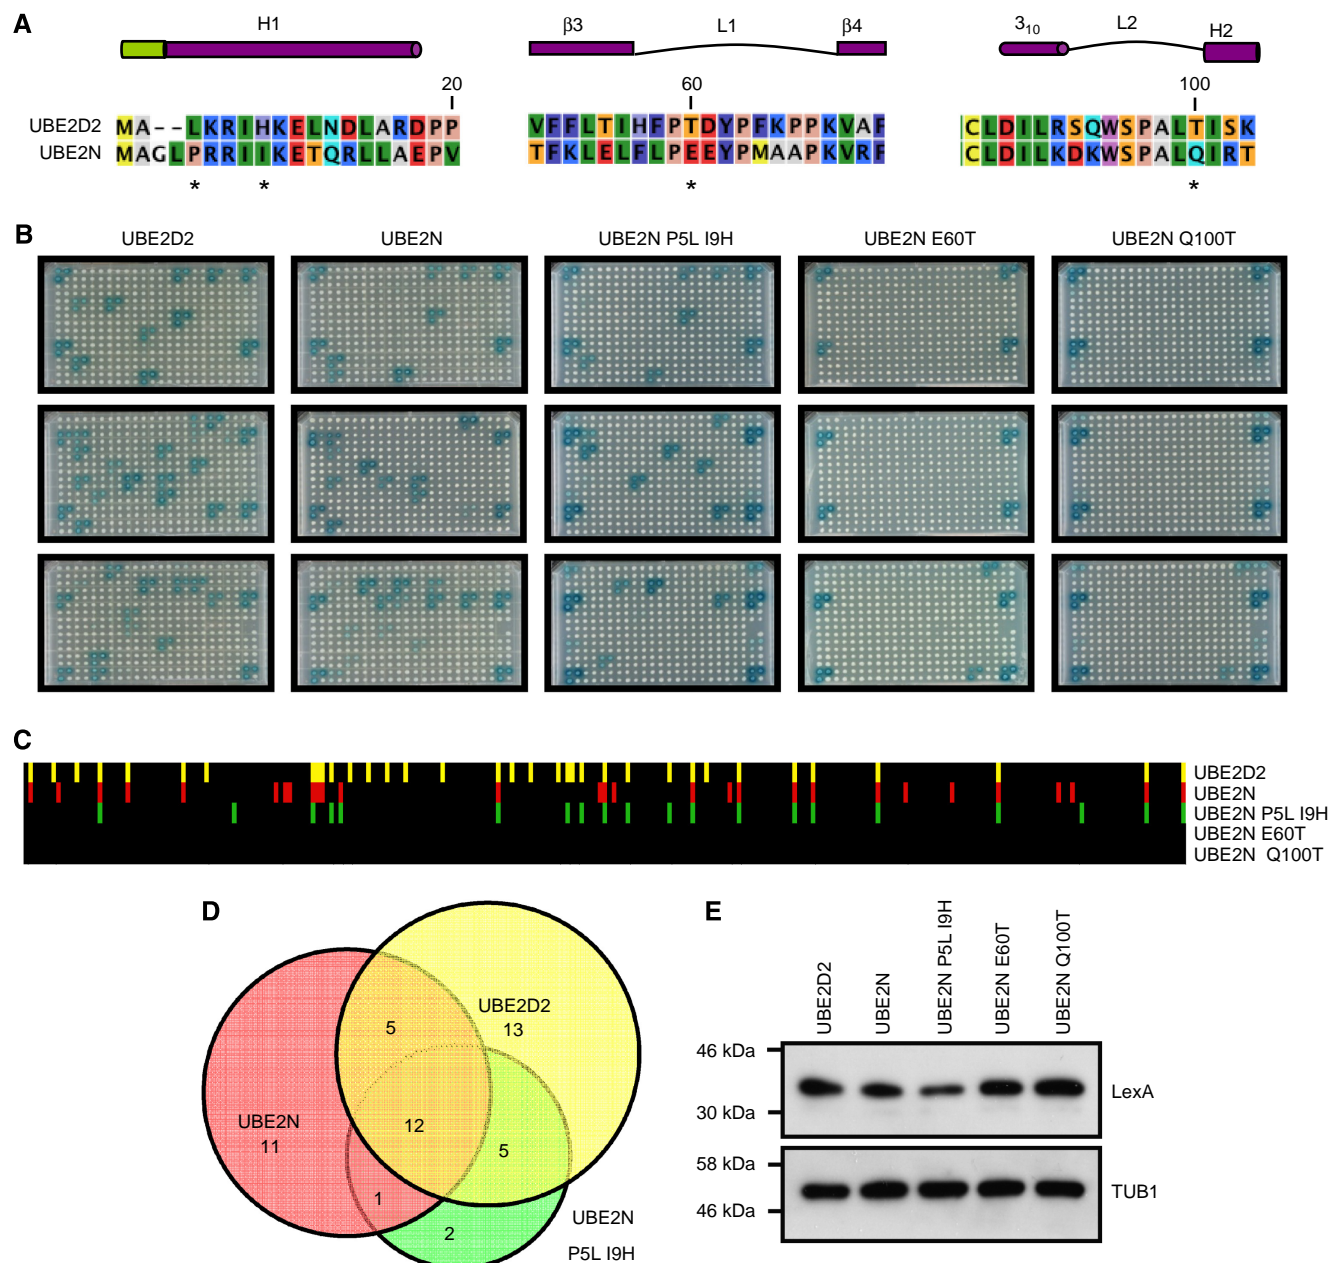 A
H1
β3
L1
β4
3₁₀
L2
H2
20
60
100
UBE2D2 MA--LKRIHKELNDLARDPP VFFLTIHFPTDYPFKPPKVAF CLDILRSQWSPALTISK
UBE2N MAGLPRRIIKETQRLLAEPV TFKLELFLPEEYPMAAPKVRF CLDILKDKWSPALQIRT
* * * *
B
UBE2D2
UBE2N
UBE2N P5L I9H
UBE2N E60T
UBE2N Q100T
C
UBE2D2
UBE2N
UBE2N P5L I9H
UBE2N E60T
UBE2N Q100T
D
UBE2D2
13
5
UBE2N
11
12
5
1
2
UBE2N
P5L I9H
E
UBE2D2
UBE2N
UBE2N P5L I9H
UBE2N E60T
UBE2N Q100T
46 kDa
30 kDa
LexA
58 kDa
46 kDa
TUB1